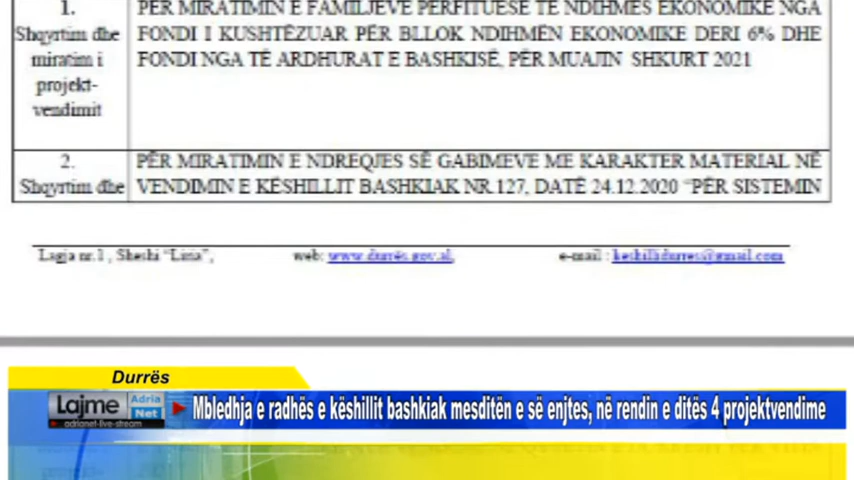 1. PËR MIRATIMIN E FAMILJEVE PËRFITUESE TË NDIHMËS EKONOMIKE NGA
Shqyrtim dhe FONDI I KUSHTËZUAR PËR BLLOK NDIHMËN EKONOMIKE DERI 6% DHE
miratim i FONDI NGA TË ARDHURAT E BASHKISË, PËR MUAJIN SHKURT 2021
projekt-
vendimit
2. PËR MIRATIMIN E NDREQJES SË GABIMEVE ME KARAKTER MATERIAL NË
Shqyrtim dhe VENDIMIN E KËSHILLIT BASHKIAK NR.127, DATË 24.12.2020 “PËR SISTEMIN
Lagja nr.1, Sheshi “Liria”, web: www.durrës.gov.al, e-mail : keshillidurres@gmail.com
Durrës
Lajme Adria Net
adrianet-live-stream
Mbledhja e radhës e këshillit bashkiak mesditën e së enjtes, në rendin e ditës 4 projektvendime